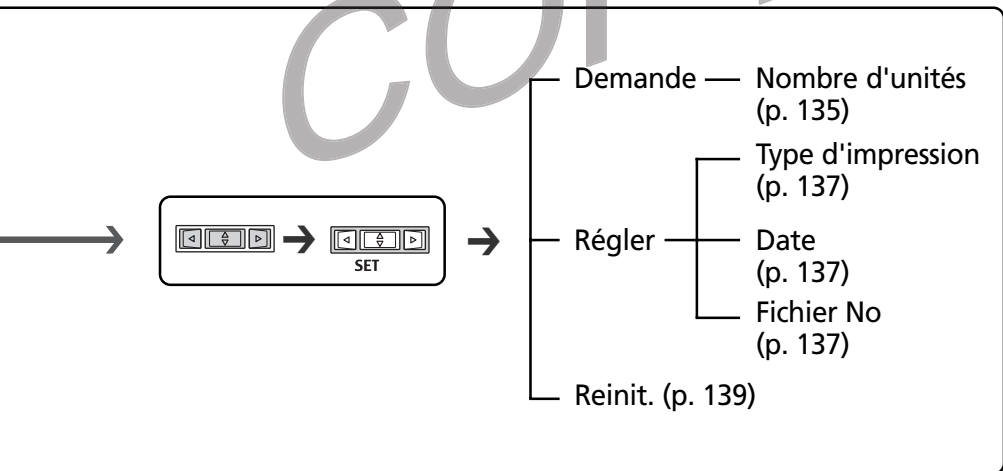 Demande
Nombre d'unités
(p. 135)
Type d'impression
(p. 137)
Régler
Date
(p. 137)
Fichier No
(p. 137)
Reinit. (p. 139)
SET